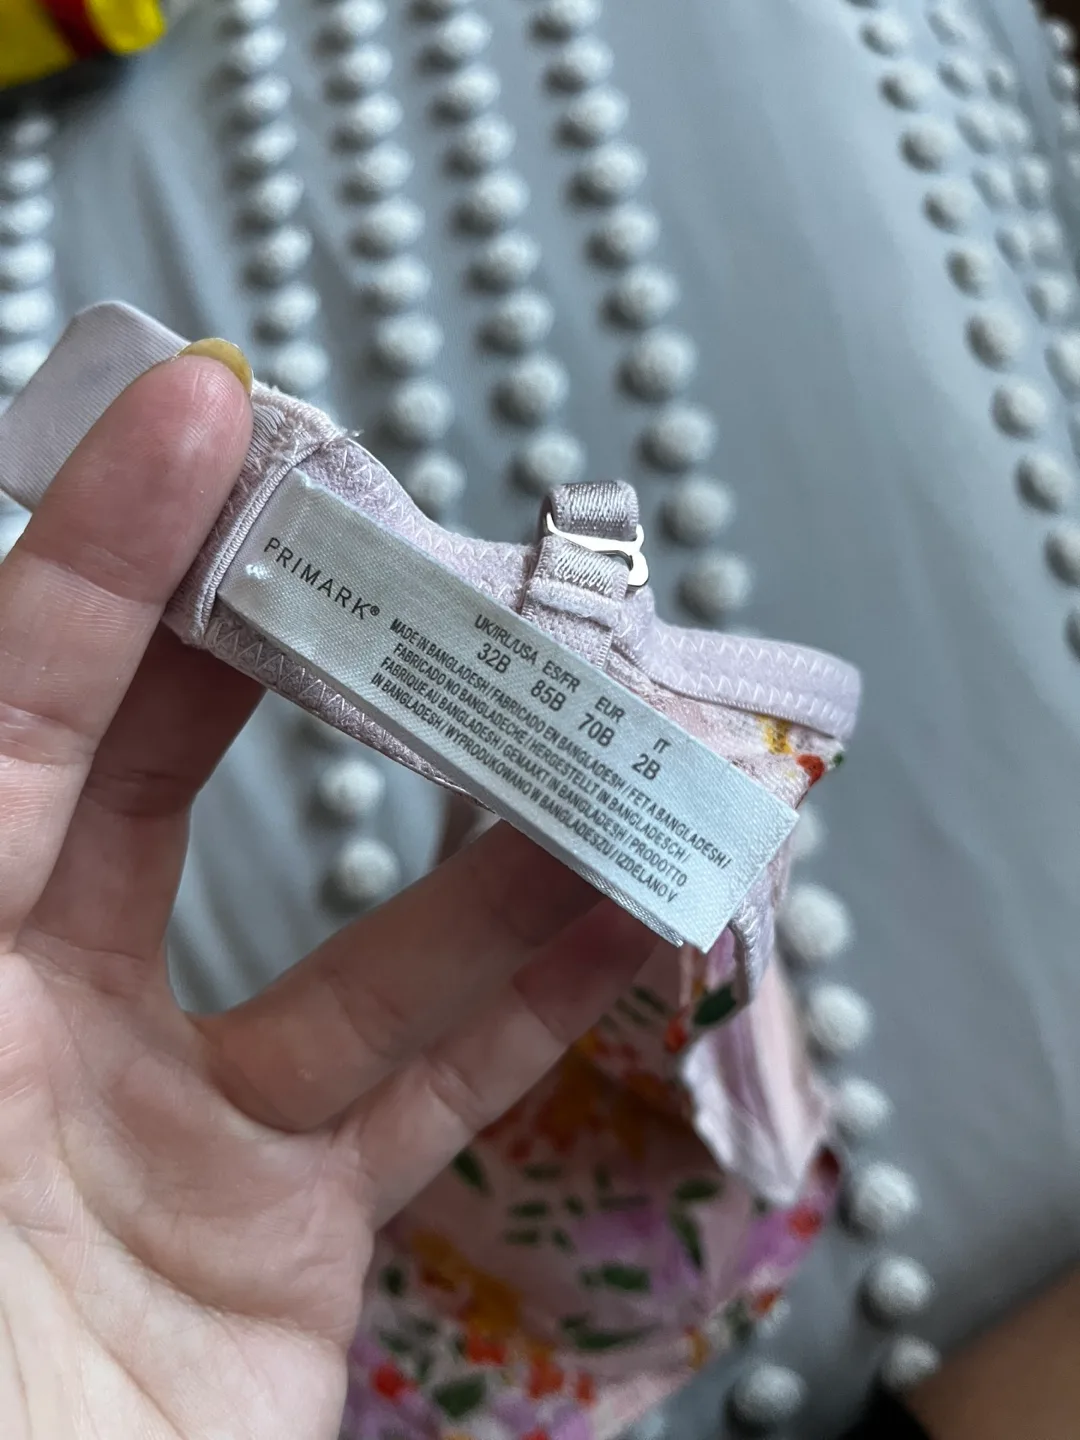 PRIMARK®
UK/IRL/USA ES/FR EUR IT
32B 85B 70B 2B
MADE IN BANGLADESH / FABRICADO EN BANGLADESH / FET A BANGLADESH /
FABRICADO NO BANGLADECHE / HERGESTELLT IN BANGLADESCH /
FABRIQUÉ AU BANGLADESH / GEMAAKT IN BANGLADESH / PRODOTTO
IN BANGLADESH / WYPRODUKOWANO W BANGLADESZU / IZDELANO V